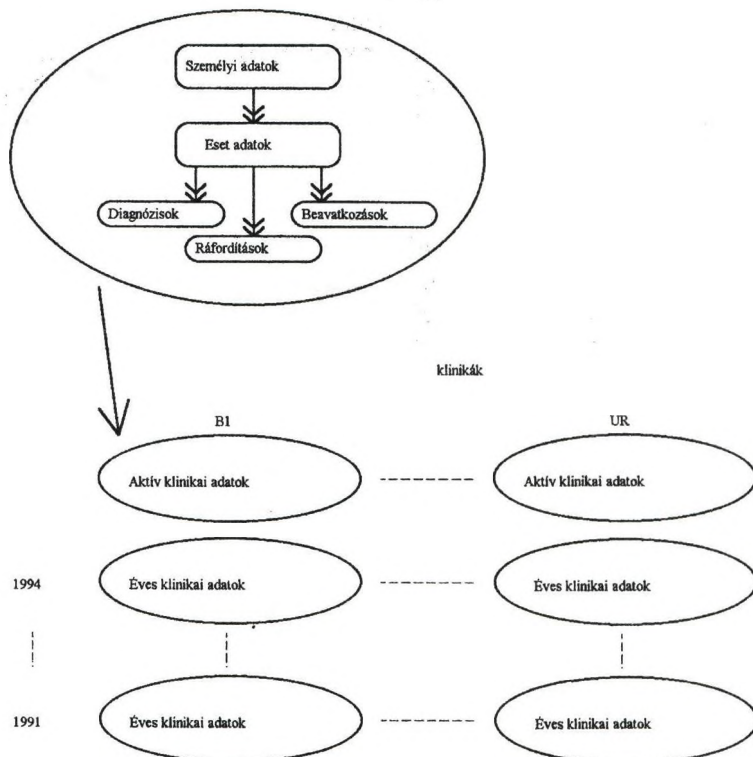 Személyi adatok
Eset adatok
Diagnózisok
Beavatkozások
Ráfordítások
klinikák
B1
UR
Aktív klinikai adatok
Aktív klinikai adatok
1994
Éves klinikai adatok
Éves klinikai adatok
1991
Éves klinikai adatok
Éves klinikai adatok